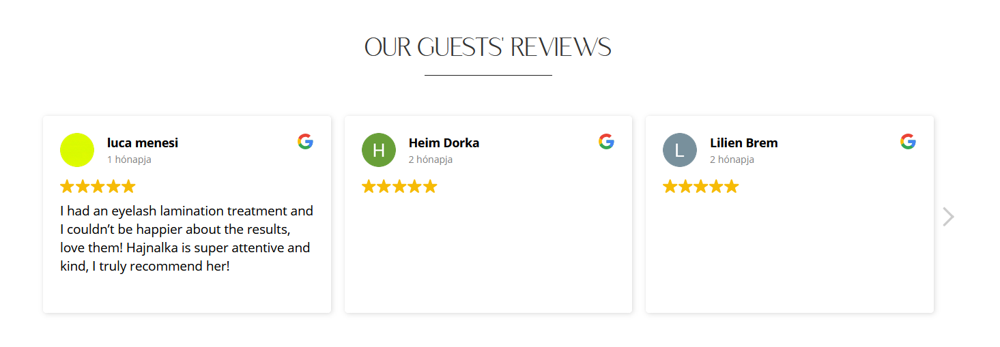 OUR GUESTS' REVIEWS
luca menesi
1 hónapja
I had an eyelash lamination treatment and
I couldn’t be happier about the results,
love them! Hajnalka is super attentive and
kind, I truly recommend her!
H
Heim Dorka
2 hónapja
L
Lilien Brem
2 hónapja